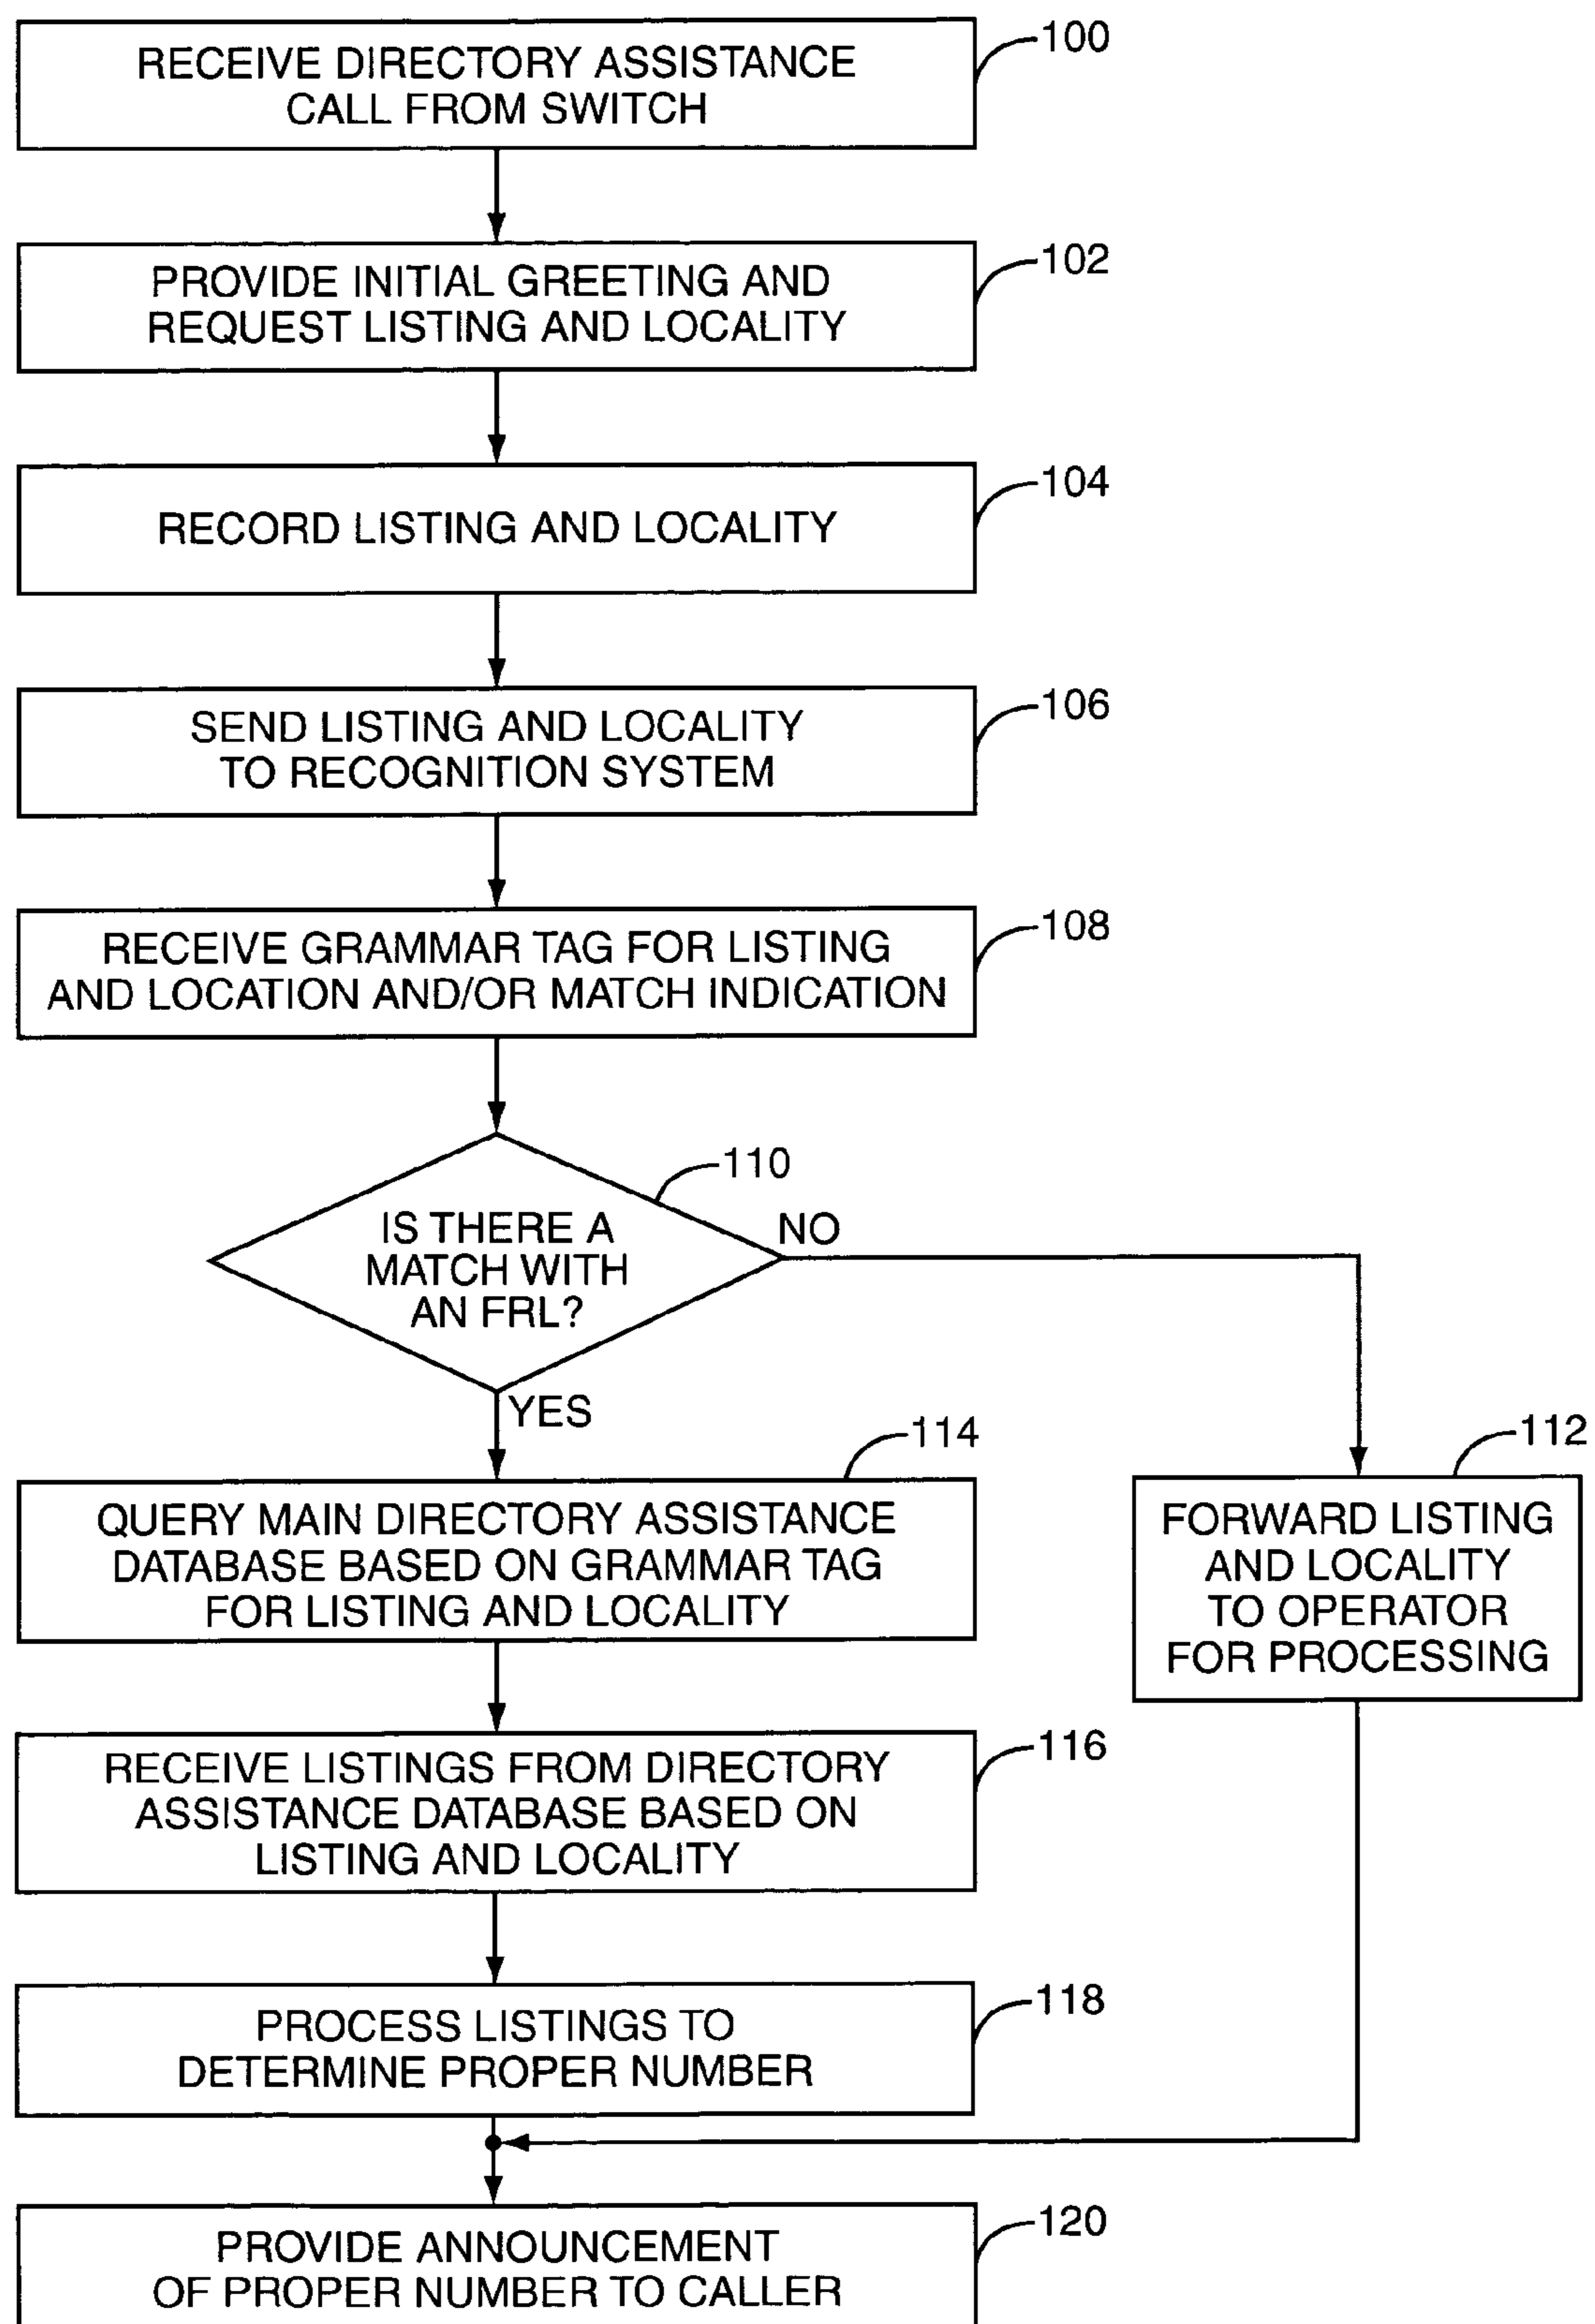 RECEIVE DIRECTORY ASSISTANCE
CALL FROM SWITCH
100
PROVIDE INITIAL GREETING AND
REQUEST LISTING AND LOCALITY
102
RECORD LISTING AND LOCALITY
104
SEND LISTING AND LOCALITY
TO RECOGNITION SYSTEM
106
RECEIVE GRAMMAR TAG FOR LISTING
AND LOCATION AND/OR MATCH INDICATION
108
IS THERE A
MATCH WITH
AN FRL?
110
NO
YES
QUERY MAIN DIRECTORY ASSISTANCE
DATABASE BASED ON GRAMMAR TAG
FOR LISTING AND LOCALITY
114
FORWARD LISTING
AND LOCALITY
TO OPERATOR
FOR PROCESSING
112
RECEIVE LISTINGS FROM DIRECTORY
ASSISTANCE DATABASE BASED ON
LISTING AND LOCALITY
116
PROCESS LISTINGS TO
DETERMINE PROPER NUMBER
118
PROVIDE ANNOUNCEMENT
OF PROPER NUMBER TO CALLER
120